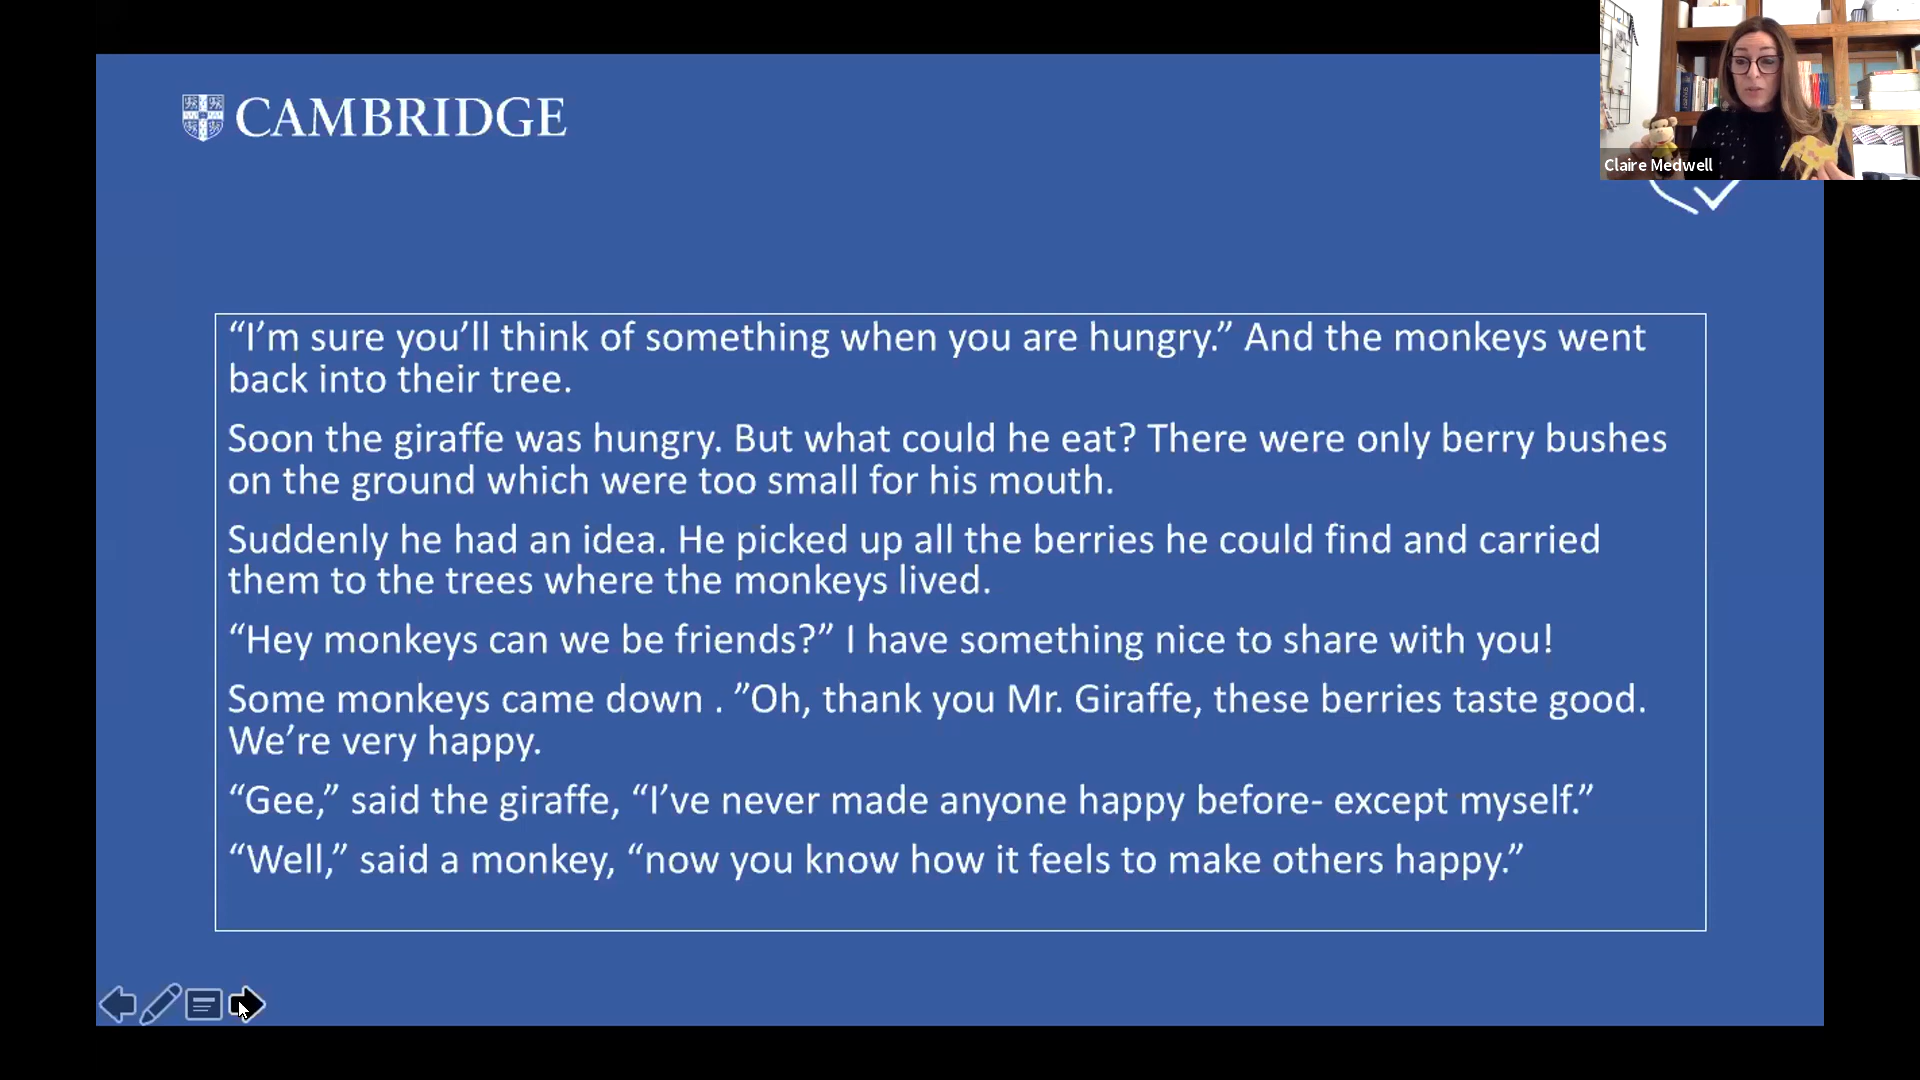 CAMBRIDGE
Claire Medwell
“I’m sure you’ll think of something when you are hungry.” And the monkeys went
back into their tree.
Soon the giraffe was hungry. But what could he eat? There were only berry bushes
on the ground which were too small for his mouth.
Suddenly he had an idea. He picked up all the berries he could find and carried
them to the trees where the monkeys lived.
“Hey monkeys can we be friends?” I have something nice to share with you!
Some monkeys came down . ”Oh, thank you Mr. Giraffe, these berries taste good.
We’re very happy.
“Gee,” said the giraffe, “I’ve never made anyone happy before- except myself.”
“Well,” said a monkey, “now you know how it feels to make others happy.”